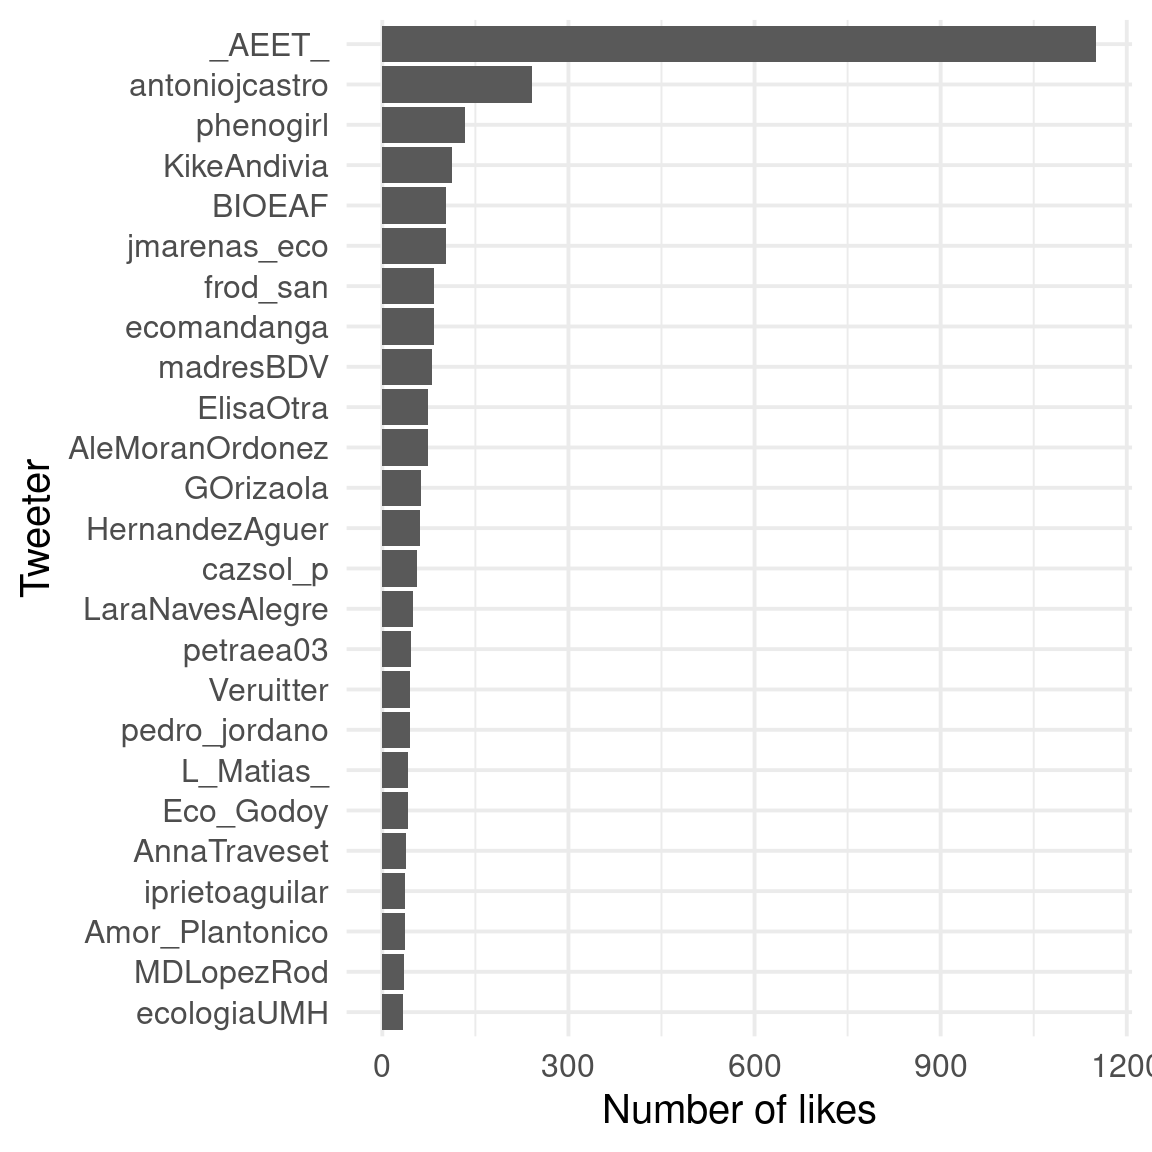 _AEET_
antoniojcastro
phenogirl
KikeAndivia
BIOEAF
jmarenas_eco
frod_san
ecomandanga
madresBDV
ElisaOtra
AleMoranOrdonez
GOrizaola
HernandezAguer
cazsol_p
LaraNavesAlegre
petraea03
Veruitter
pedro_jordano
L_Matias_
Eco_Godoy
AnnaTraveset
iprietoaguilar
Amor_Plantonico
MDLopezRod
ecologiaUMH
Tweeter
0 300 600 900 1200
Number of likes